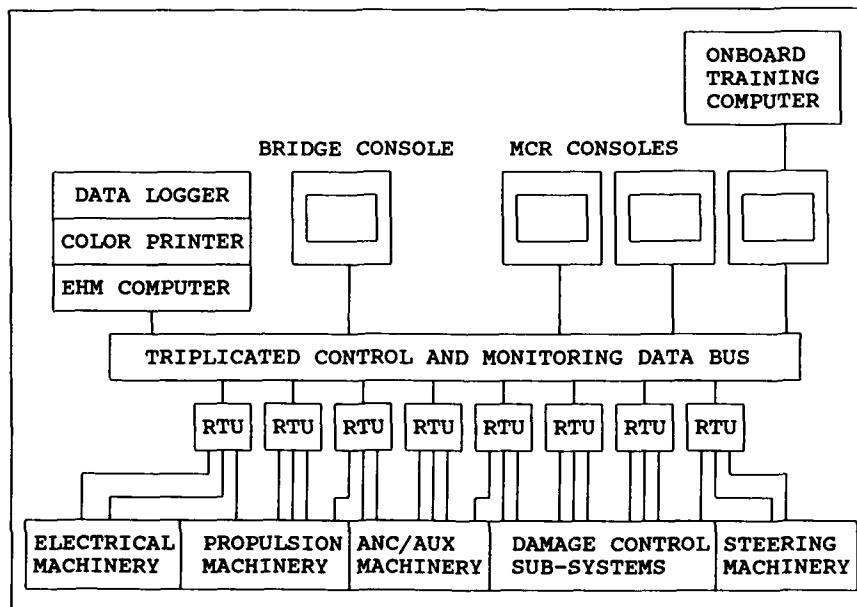 ONBOARD
TRAINING
COMPUTER
BRIDGE CONSOLE
MCR CONSOLES
DATA LOGGER
COLOR PRINTER
EHM COMPUTER
TRIPLICATED CONTROL AND MONITORING DATA BUS
RTU RTU RTU RTU RTU RTU RTU RTU
ELECTRICAL
MACHINERY
PROPULSION
MACHINERY
ANC/AUX
MACHINERY
DAMAGE CONTROL
SUB-SYSTEMS
STEERING
MACHINERY